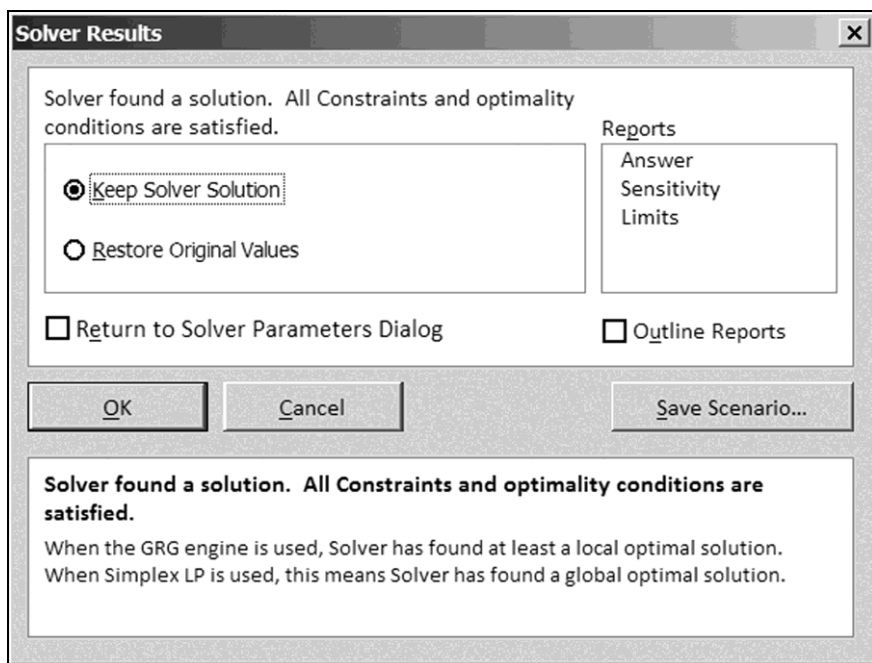 Solver Results
Solver found a solution.  All Constraints and optimality
conditions are satisfied.
Reports
Keep Solver Solution
Restore Original Values
Answer
Sensitivity
Limits
Return to Solver Parameters Dialog
Outline Reports
OK
Cancel
Save Scenario...
Solver found a solution.  All Constraints and optimality conditions are
satisfied.
When the GRG engine is used, Solver has found at least a local optimal solution.
When Simplex LP is used, this means Solver has found a global optimal solution.